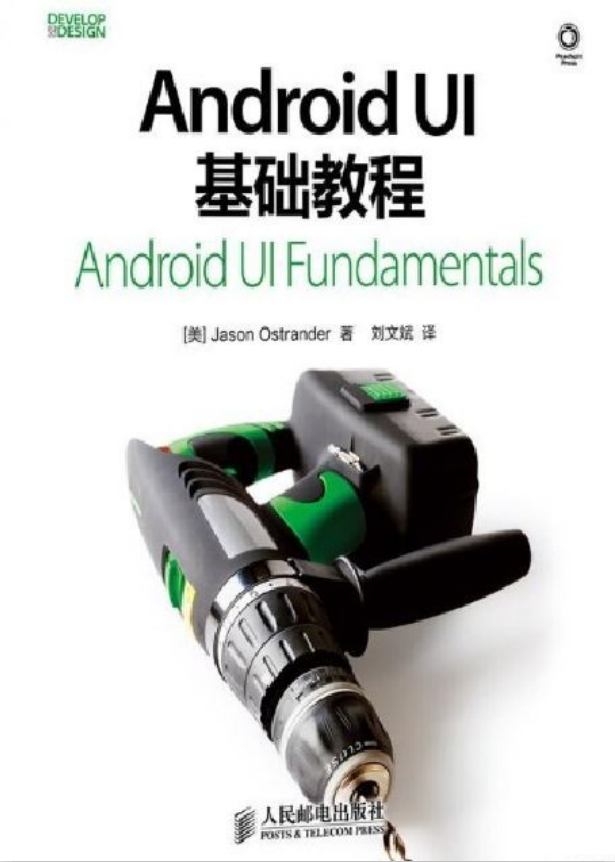 DEVELOP
DESIGN
Peachpit
Press
Android UI
基础教程
Android UI Fundamentals
[美] Jason Ostrander 著 刘文斌 译
人民邮电出版社
POSTS & TELECOM PRESS